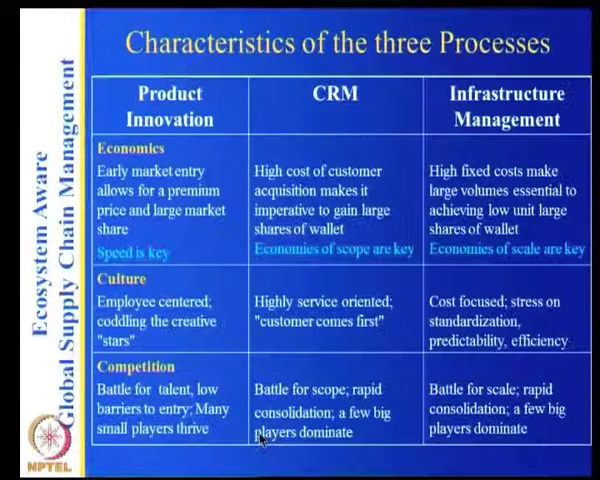 Characteristics of the three Processes
Ecosystem Aware
Global Supply Chain Management
Product
Innovation
CRM
Infrastructure
Management
Economics
Early market entry
allows for a premium
price and large market
share
Speed is key
High cost of customer
acquisition makes it
imperative to gain large
shares of wallet
Economies of scope are key
High fixed costs make
large volumes essential to
achieving low unit large
shares of wallet
Economies of scale are key
Culture
Employee centered;
coddling the creative
"stars"
Highly service oriented;
"customer comes first"
Cost focused; stress on
standardization,
predictability, efficiency
Competition
Battle for talent, low
barriers to entry; Many
small players thrive
Battle for scope; rapid
consolidation; a few big
players dominate
Battle for scale; rapid
consolidation; a few big
players dominate
NPTEL